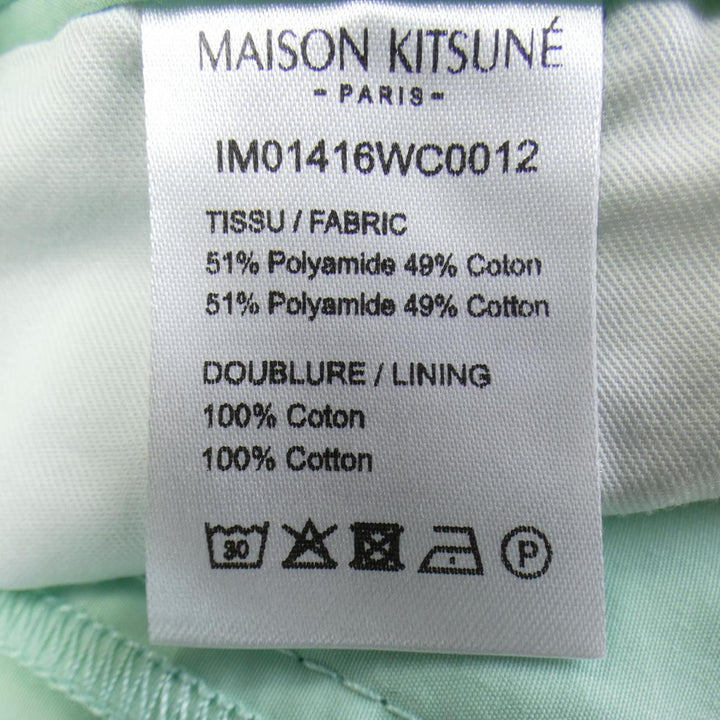 MAISON KITSUNÉ
- PARIS -
IM01416WC0012
TISSU / FABRIC
51% Polyamide 49% Coton
51% Polyamide 49% Cotton
DOUBLURE / LINING
100% Coton
100% Cotton
30 P